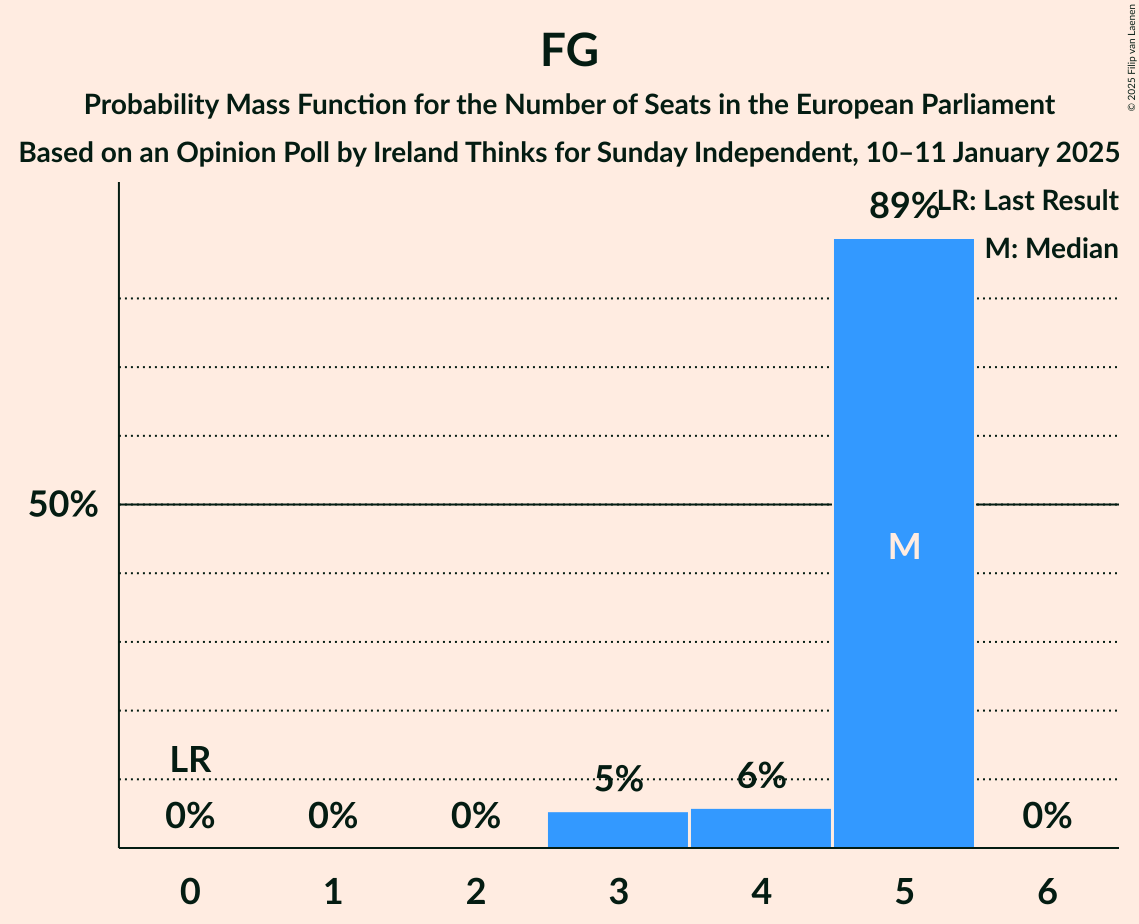 FG
Probability Mass Function for the Number of Seats in the European Parliament
Based on an Opinion Poll by Ireland Thinks for Sunday Independent, 10–11 January 2025
© 2025 Filip van Laenen
LR: Last Result
M: Median
89%
50%
M
LR
0%
0%
0%
5%
6%
0%
0 1 2 3 4 5 6